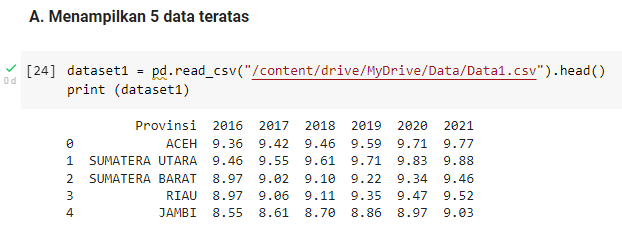 A. Menampilkan 5 data teratas
[24] dataset1 = pd.read_csv("/content/drive/MyDrive/Data/Data1.csv").head()
0 d
print (dataset1)
Provinsi 2016 2017 2018 2019 2020 2021
0 ACEH 9.36 9.42 9.46 9.59 9.71 9.77
1 SUMATERA UTARA 9.46 9.55 9.61 9.71 9.83 9.88
2 SUMATERA BARAT 8.97 9.02 9.10 9.22 9.34 9.46
3 RIAU 8.97 9.06 9.11 9.35 9.47 9.52
4 JAMBI 8.55 8.61 8.70 8.86 8.97 9.03